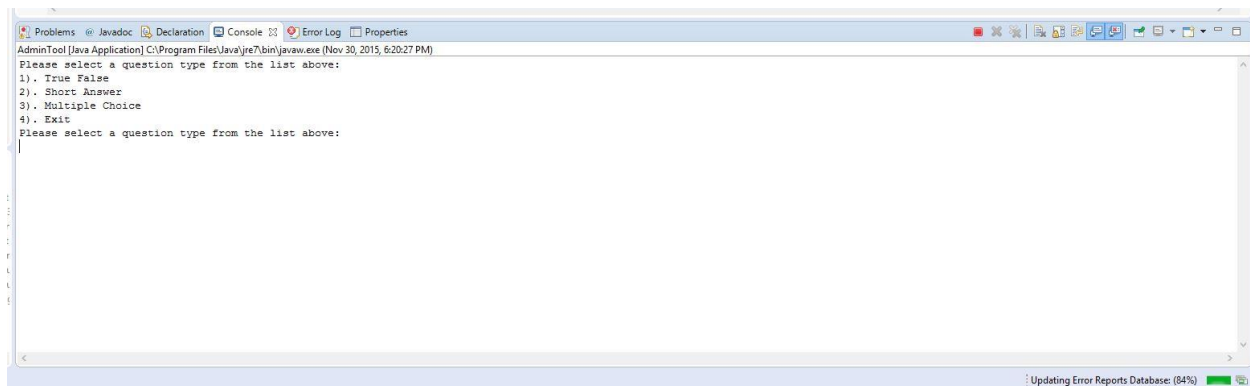 Problems @ Javadoc Declaration Console Error Log Properties
AdminTool [Java Application] C:\Program Files\Java\jre7\bin\javaw.exe (Nov 30, 2015, 6:20:27 PM)
Please select a question type from the list above:
1). True False
2). Short Answer
3). Multiple Choice
4). Exit
Please select a question type from the list above:
Updating Error Reports Database: (84%)